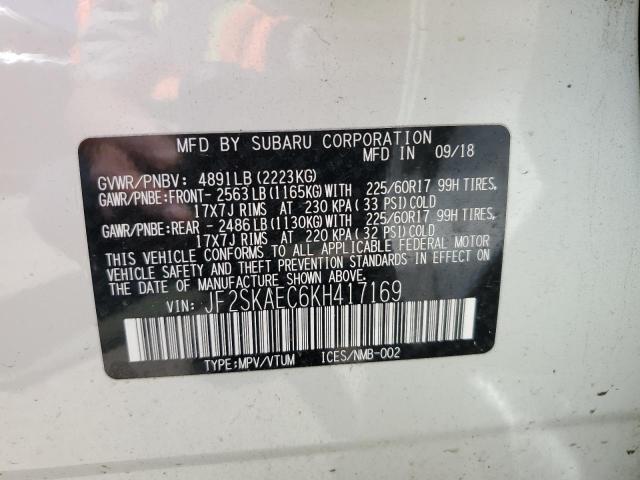 MFD BY SUBARU CORPORATION
MFD IN 09/18
GVWR/PNBV: 4891LB (2223KG)
GAWR/PNBE:FRONT- 2563LB(1165KG)WITH 225/60R17 99H TIRES,
17X7J RIMS AT 230 KPA( 33 PSI)COLD
GAWR/PNBE:REAR - 2486LB(1130KG)WITH 225/60R17 99H TIRES,
17X7J RIMS AT 220 KPA( 32 PSI)COLD
THIS VEHICLE CONFORMS TO ALL APPLICABLE FEDERAL MOTOR
VEHICLE SAFETY AND THEFT PREVENTION STANDARDS IN EFFECT ON
THE DATE OF MANUFACTURE SHOWN ABOVE.
VIN: JF2SKAEC6KH417169
TYPE:MPV/VTUM ICES/NMB-002